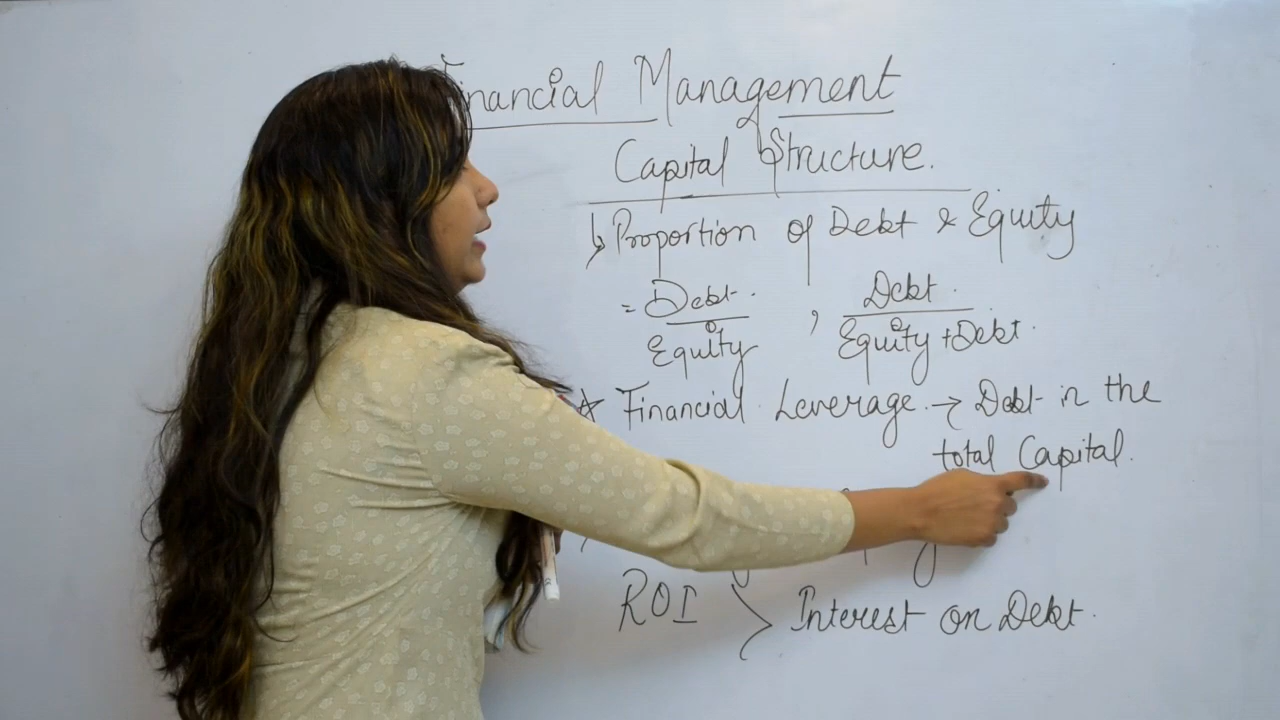 Financial Management
Capital Structure.
↳ Proportion of Debt & Equity
= Debt. / Equity , Debt. / Equity + Debt.
* Financial Leverage. → Debt in the
total Capital.
ROI > Interest on Debt.